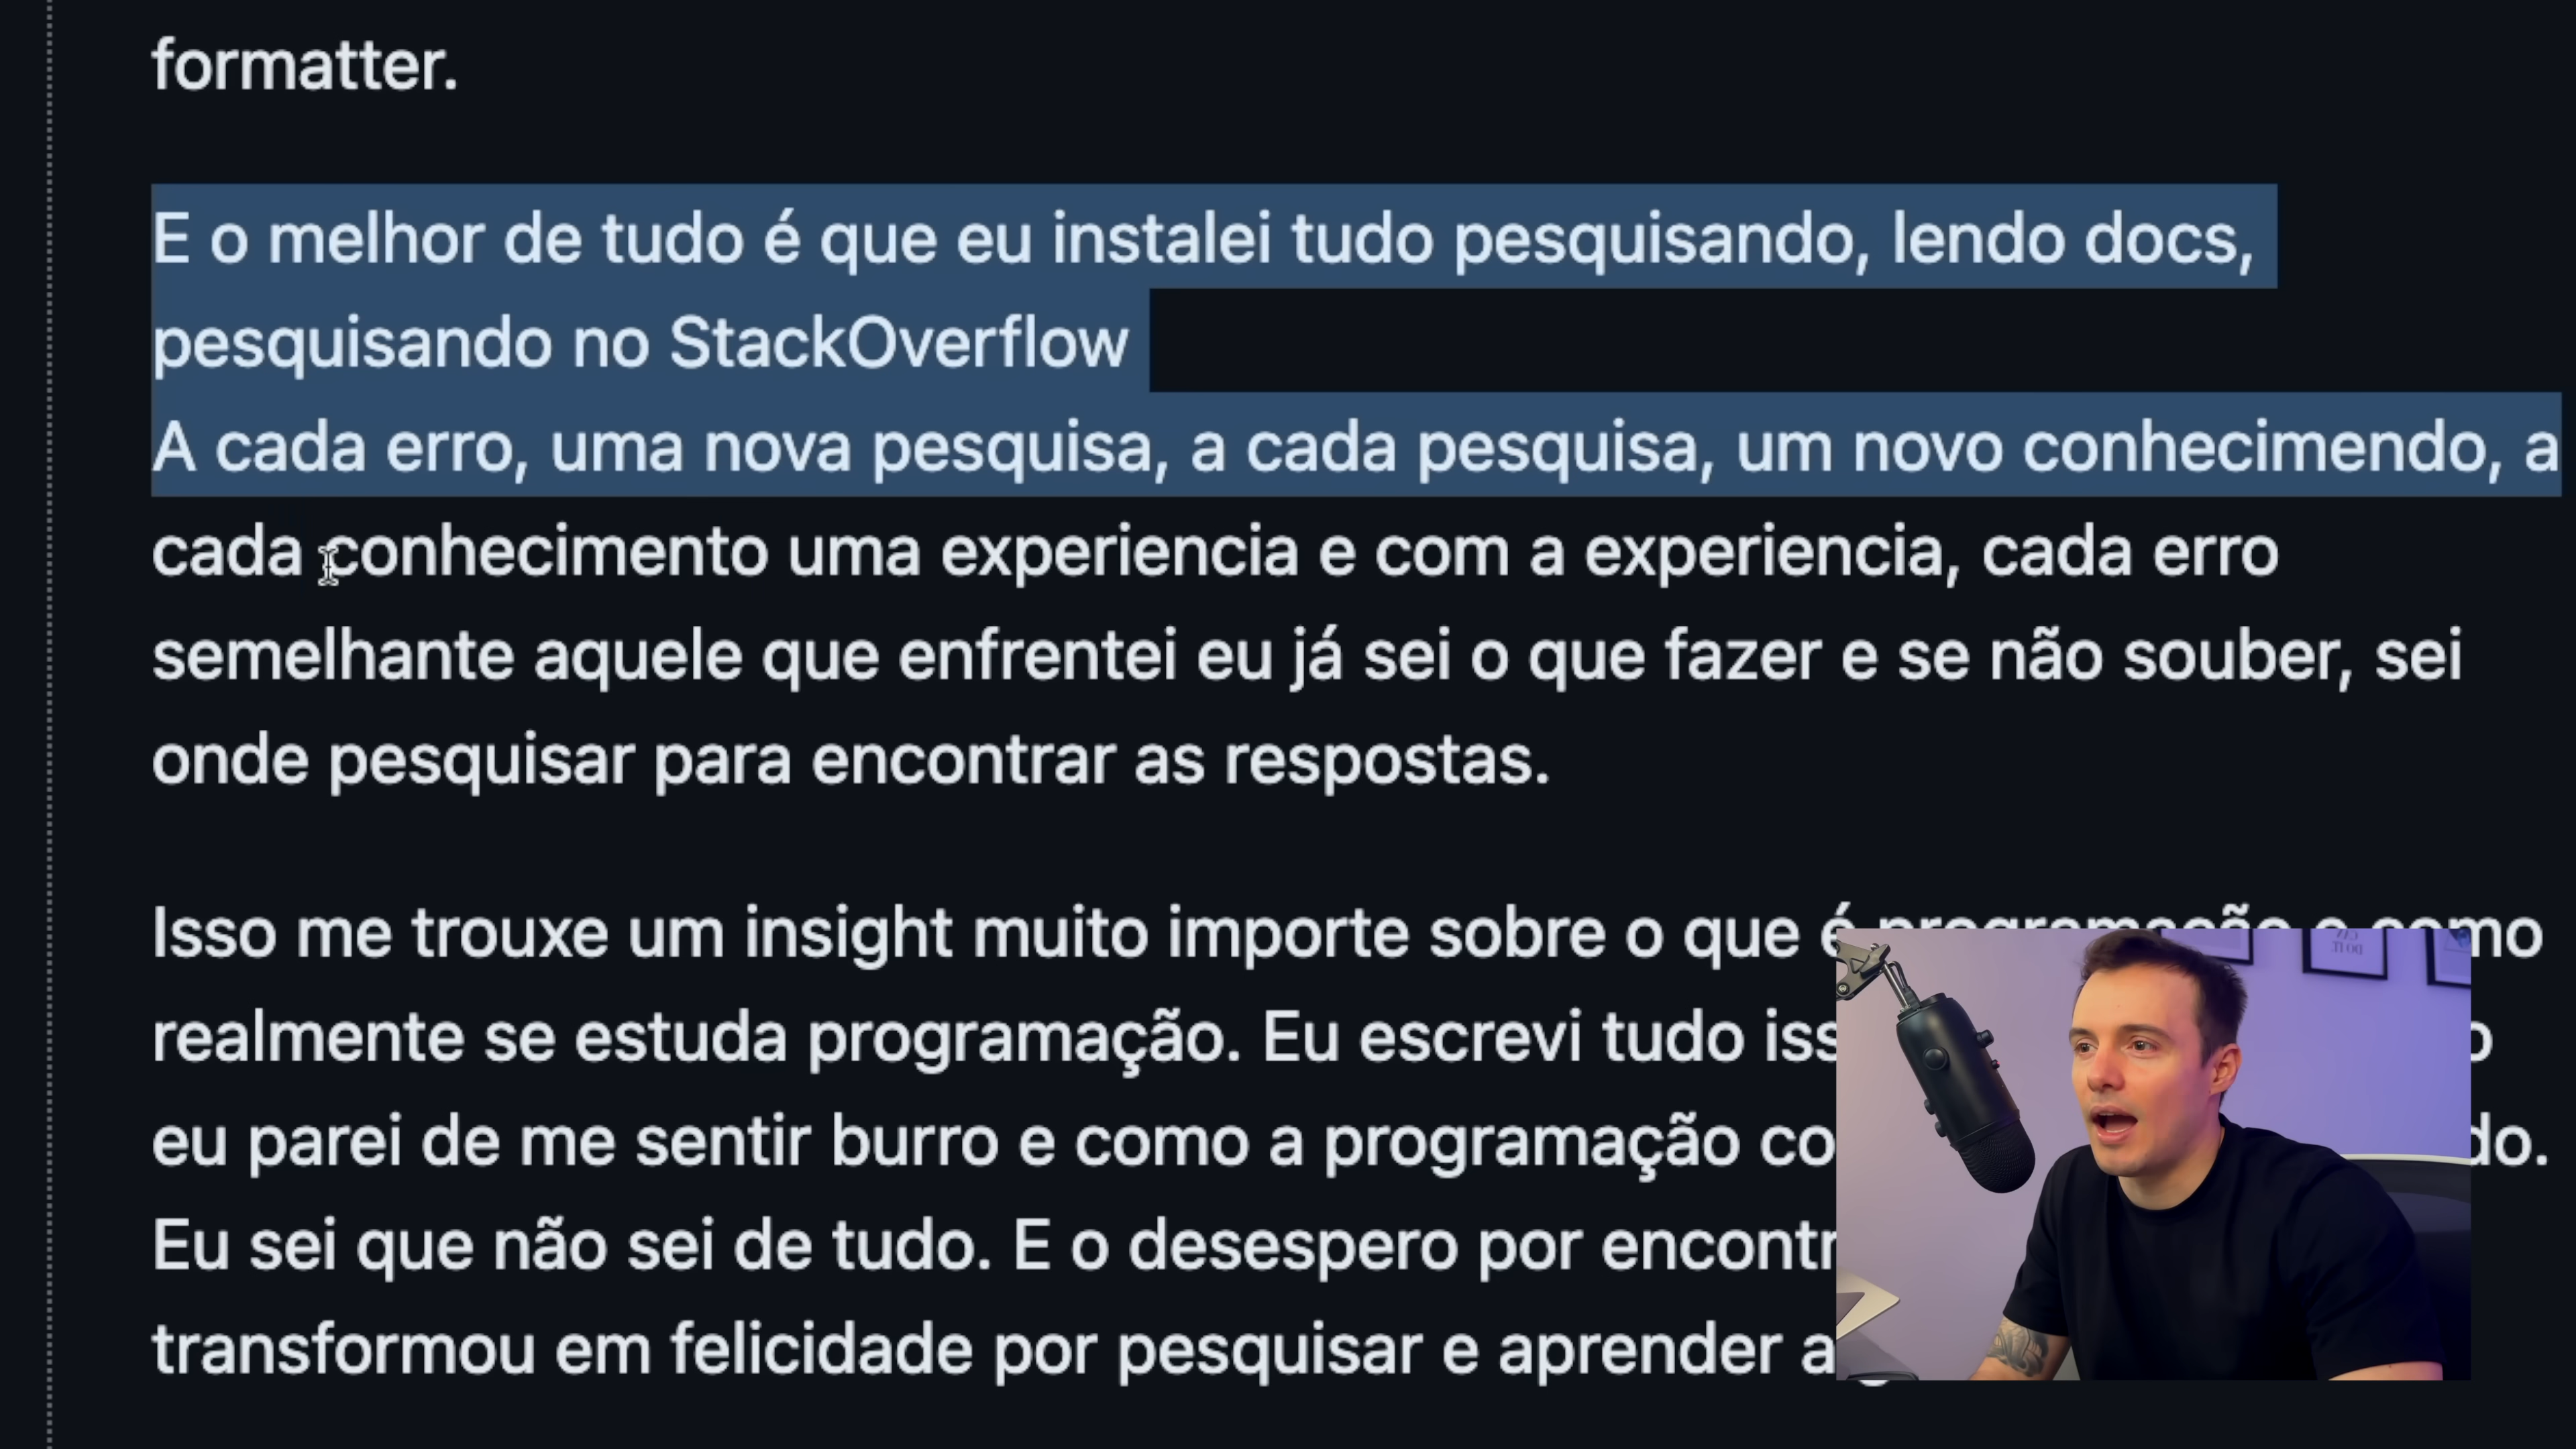 formatter.
E o melhor de tudo é que eu instalei tudo pesquisando, lendo docs,
pesquisando no StackOverflow
A cada erro, uma nova pesquisa, a cada pesquisa, um novo conhecimendo, a
cada conhecimento uma experiencia e com a experiencia, cada erro
semelhante aquele que enfrentei eu já sei o que fazer e se não souber, sei
onde pesquisar para encontrar as respostas.
Isso me trouxe um insight muito importe sobre o que é programação e como
realmente se estuda programação. Eu escrevi tudo
eu parei de me sentir burro e como a programação
Eu sei que não sei de tudo. E o desespero por
transformou em felicidade por pesquisar e aprender